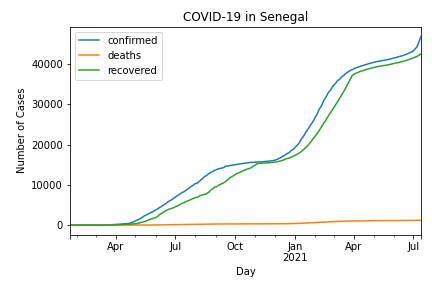 COVID-19 in Senegal
confirmed
deaths
recovered
Number of Cases
40000
30000
20000
10000
0
Apr
Jul
Oct
Jan
2021
Apr
Jul
Day